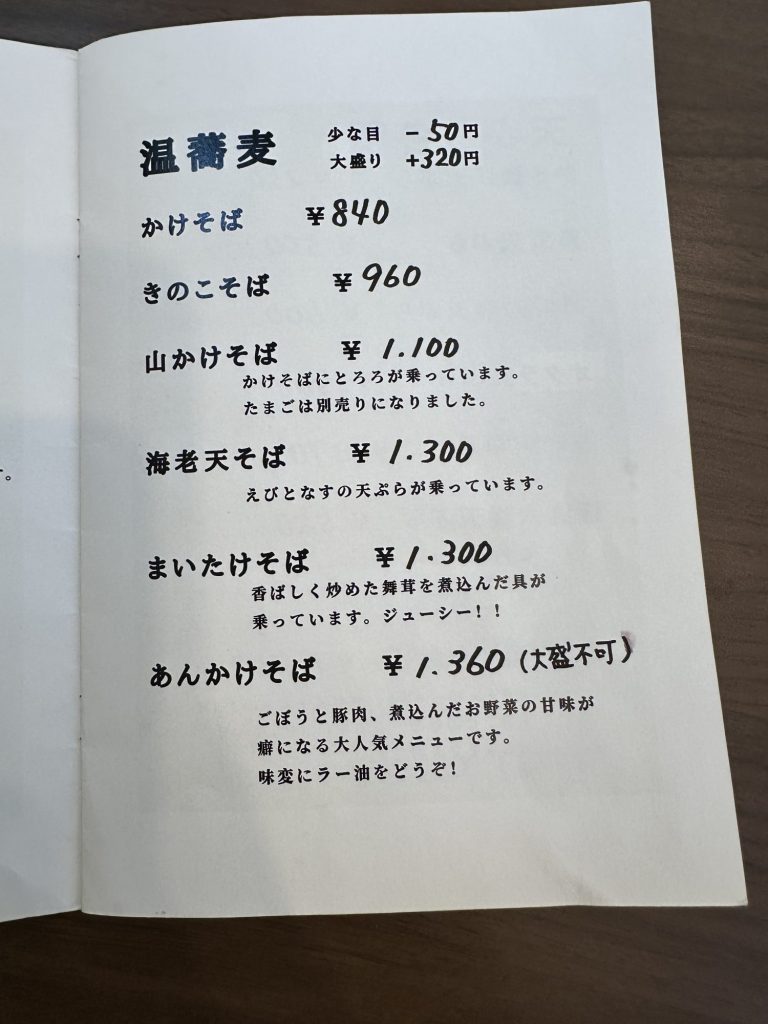 温蕎麦
少な目 -50円
大盛り +320円
かけそば ¥840
きのこそば ¥960
山かけそば ¥1.100
かけそばにとろろが乗っています。
たまごは別売りになりました。
海老天そば ¥1.300
えびとなすの天ぷらが乗っています。
まいたけそば ¥1.300
香ばしく炒めた舞茸を煮込んだ具が
乗っています。ジューシー！！
あんかけそば ¥1.360(大盛不可)
ごぼうと豚肉、煮込んだお野菜の甘味が
癖になる大人気メニューです。
味変にラー油をどうぞ！
す。